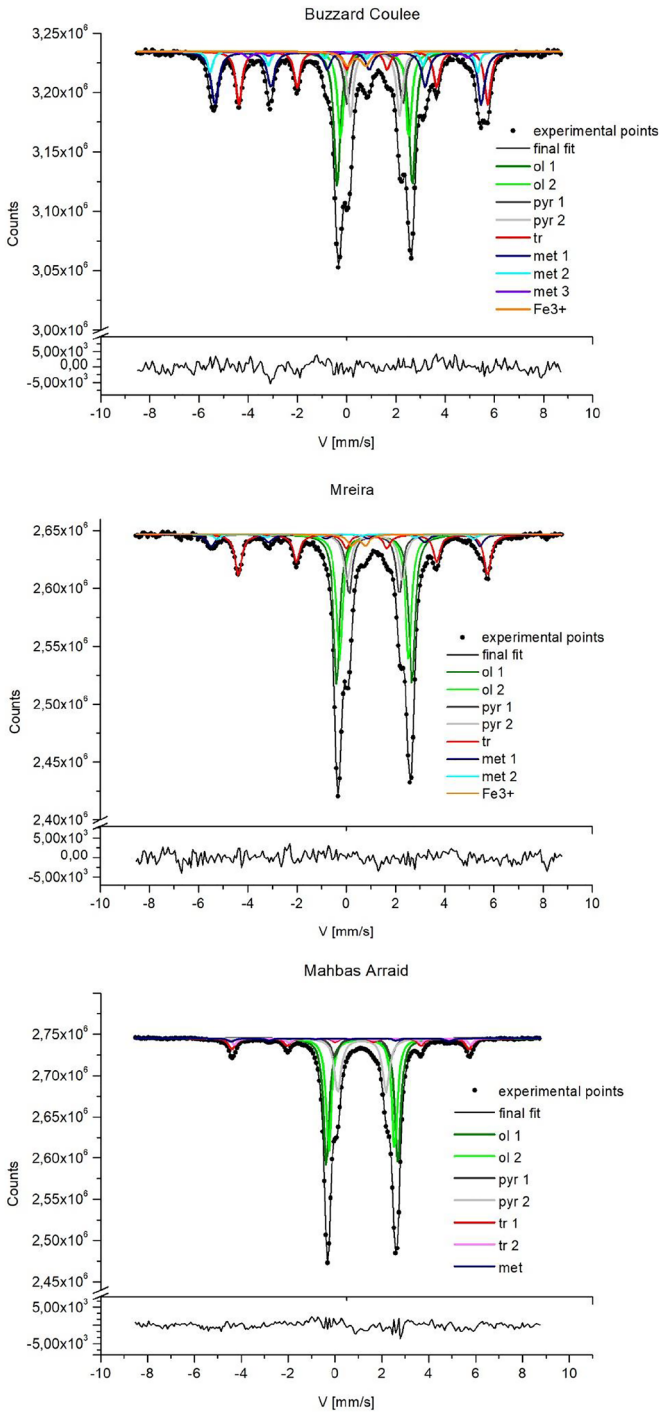 Buzzard Coulee
3,25x10⁶
3,20x10⁶
3,15x10⁶
3,10x10⁶
3,05x10⁶
3,00x10⁶
5,00x10³
0,00
-5,00x10³
Counts
experimental points
final fit
ol 1
ol 2
pyr 1
pyr 2
tr
met 1
met 2
met 3
Fe3+
-10 -8 -6 -4 -2 0 2 4 6 8 10
V [mm/s]
Mreira
2,65x10⁶
2,60x10⁶
2,55x10⁶
2,50x10⁶
2,45x10⁶
2,40x10⁶
5,00x10³
0,00
-5,00x10³
Counts
experimental points
final fit
ol 1
ol 2
pyr 1
pyr 2
tr
met 1
met 2
Fe3+
-10 -8 -6 -4 -2 0 2 4 6 8 10
V [mm/s]
Mahbas Arraid
2,75x10⁶
2,70x10⁶
2,65x10⁶
2,60x10⁶
2,55x10⁶
2,50x10⁶
2,45x10⁶
5,00x10³
0,00
-5,00x10³
Counts
experimental points
final fit
ol 1
ol 2
pyr 1
pyr 2
tr 1
tr 2
met
-10 -8 -6 -4 -2 0 2 4 6 8 10
V [mm/s]